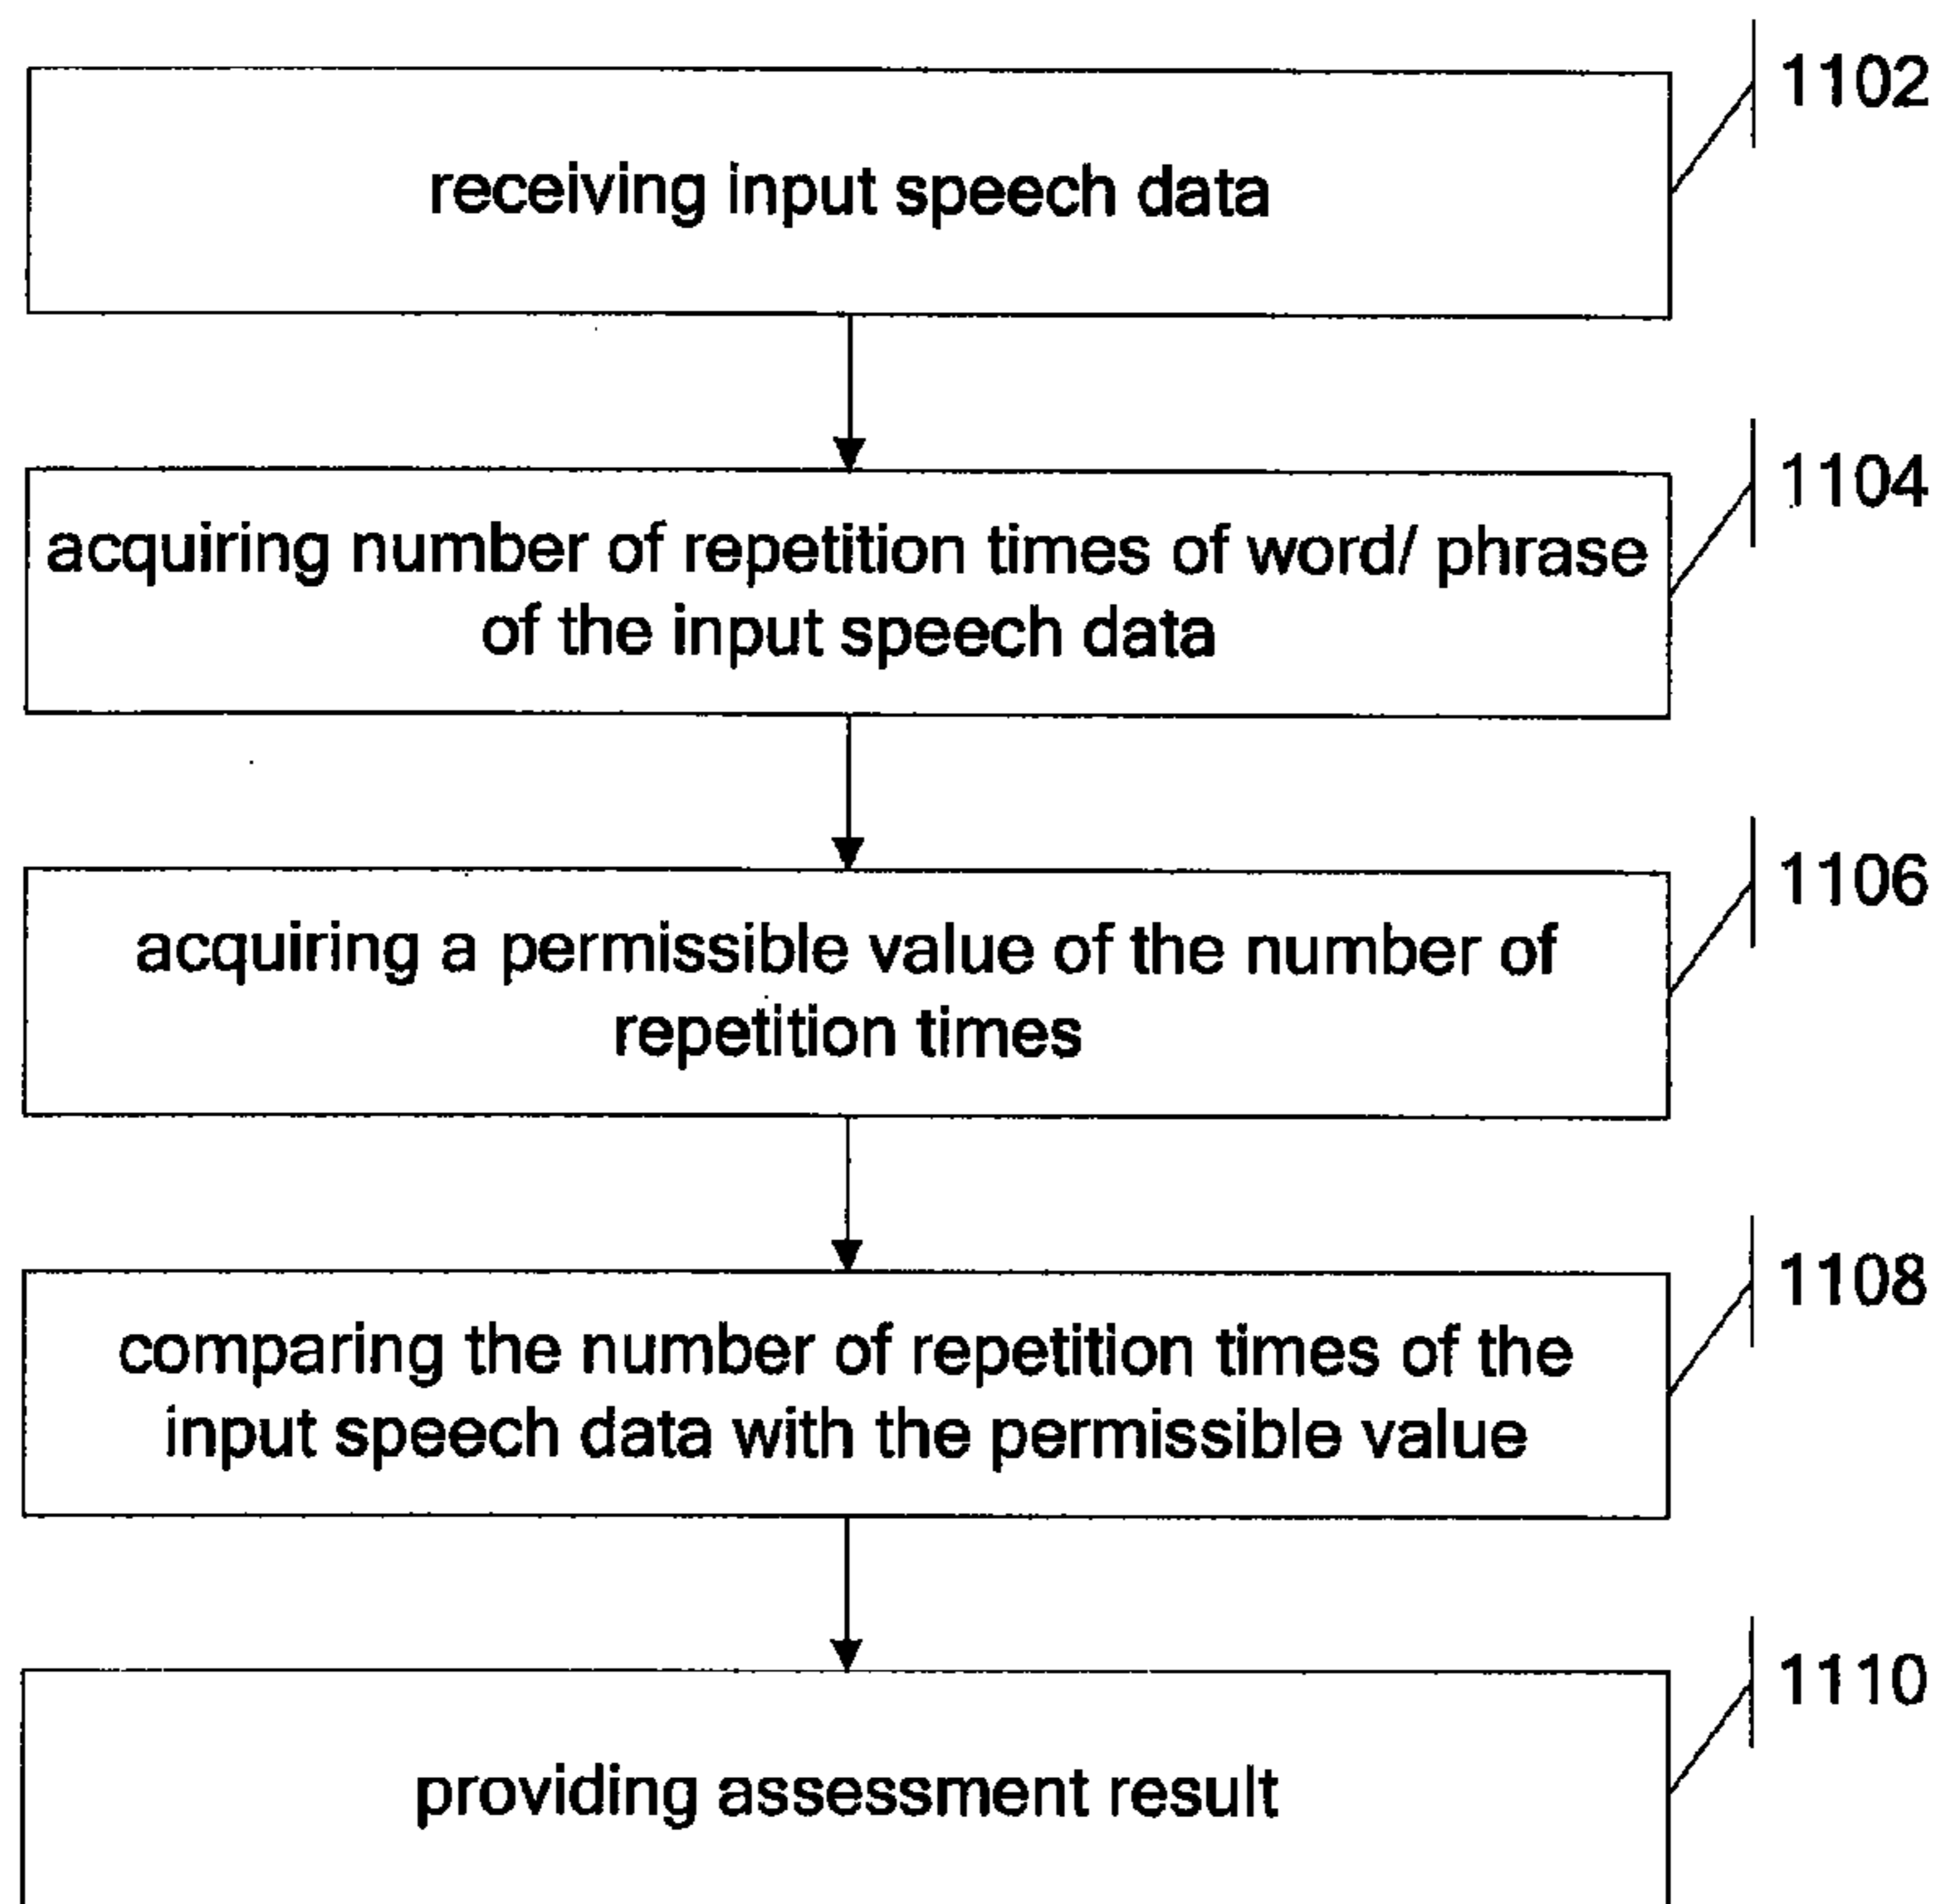 1102
receiving input speech data
1104
acquiring number of repetition times of word/ phrase
of the input speech data
1106
acquiring a permissible value of the number of
repetition times
1108
comparing the number of repetition times of the
input speech data with the permissible value
1110
providing assessment result